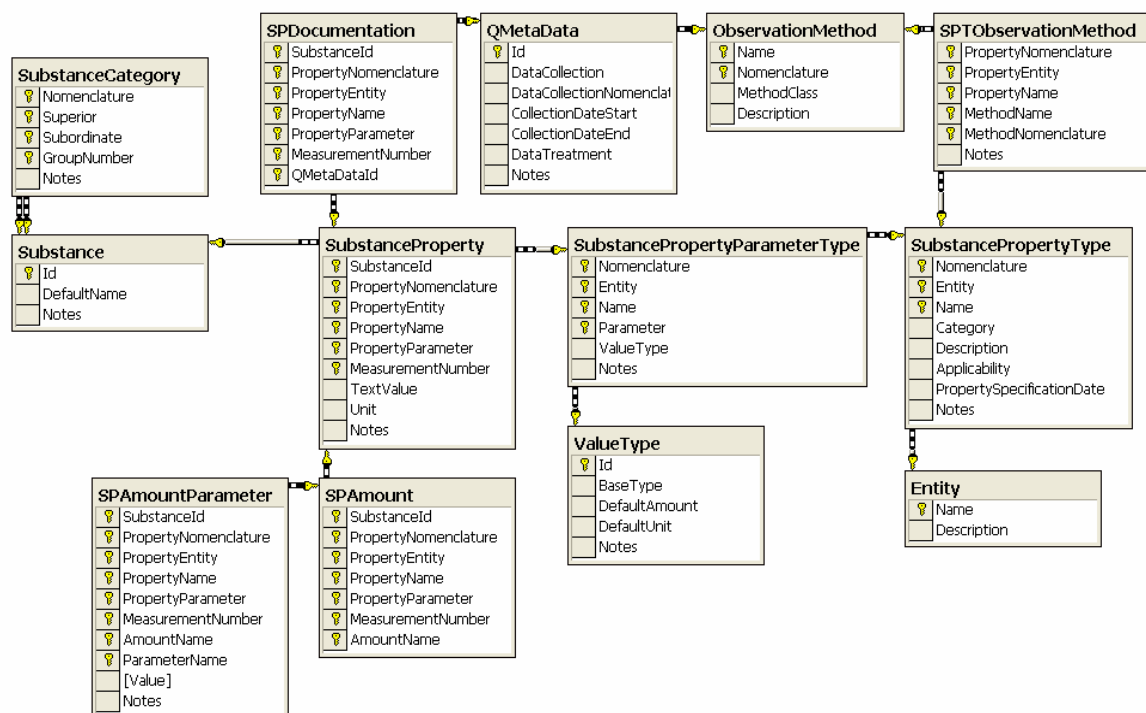 SPDocumentation
SubstanceId
PropertyNomenclature
PropertyEntity
PropertyName
PropertyParameter
MeasurementNumber
QMetaDataId
QMetaData
Id
DataCollection
DataCollectionNomenclat
CollectionDateStart
CollectionDateEnd
DataTreatment
Notes
ObservationMethod
Name
Nomenclature
MethodClass
Description
SPTObservationMethod
PropertyNomenclature
PropertyEntity
PropertyName
MethodName
MethodNomenclature
Notes
SubstanceCategory
Nomenclature
Superior
Subordinate
GroupNumber
Notes
Substance
Id
DefaultName
Notes
SubstanceProperty
SubstanceId
PropertyNomenclature
PropertyEntity
PropertyName
PropertyParameter
MeasurementNumber
TextValue
Unit
Notes
SubstancePropertyParameterType
Nomenclature
Entity
Name
Parameter
ValueType
Notes
SubstancePropertyType
Nomenclature
Entity
Name
Category
Description
Applicability
PropertySpecificationDate
Notes
ValueType
Id
BaseType
DefaultAmount
DefaultUnit
Notes
Entity
Name
Description
SPAmountParameter
SubstanceId
PropertyNomenclature
PropertyEntity
PropertyName
PropertyParameter
MeasurementNumber
AmountName
ParameterName
[Value]
Notes
SPAmount
SubstanceId
PropertyNomenclature
PropertyEntity
PropertyName
PropertyParameter
MeasurementNumber
AmountName